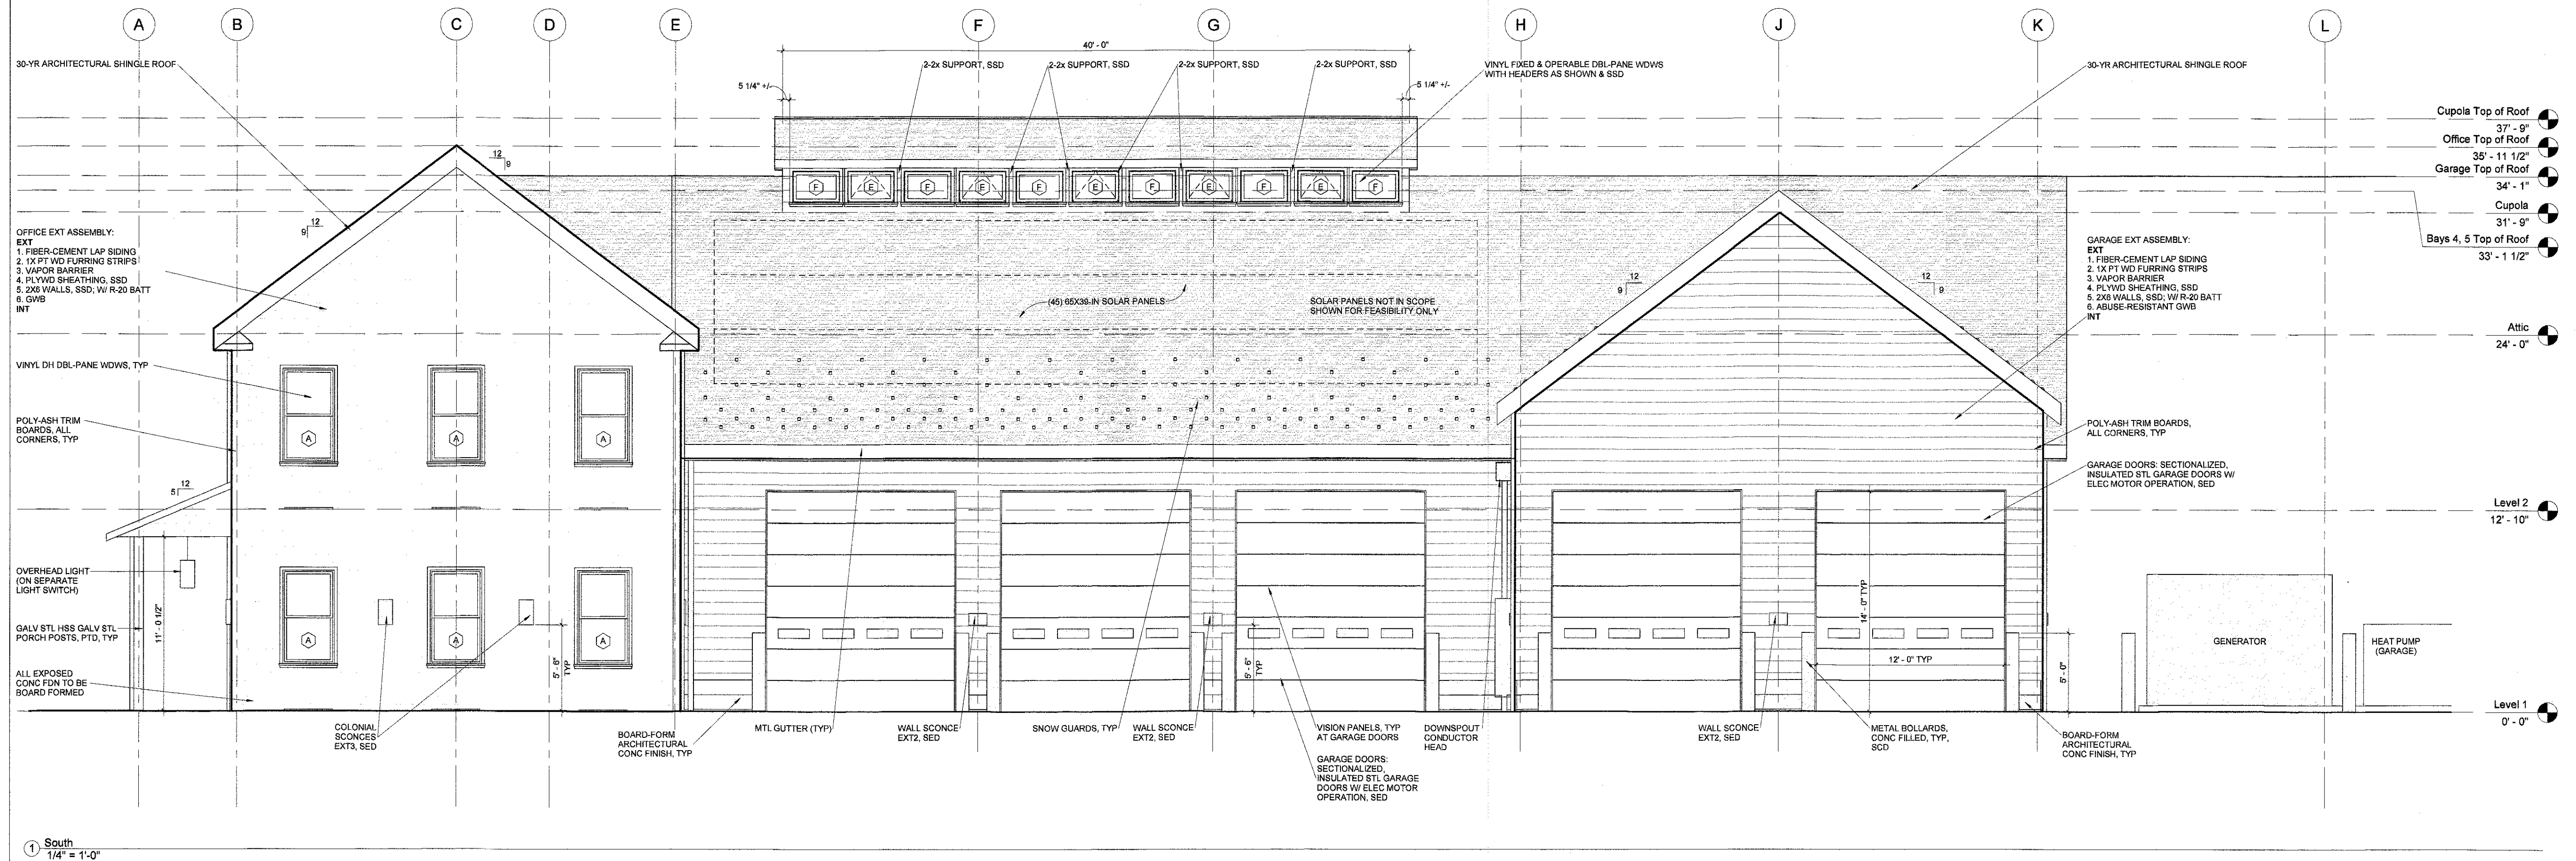 A B C D E F G H J K L
40' - 0"
30-YR ARCHITECTURAL SHINGLE ROOF
2-2x SUPPORT, SSD
2-2x SUPPORT, SSD
2-2x SUPPORT, SSD
2-2x SUPPORT, SSD
VINYL FIXED & OPERABLE DBL-PANE WDWS
WITH HEADERS AS SHOWN & SSD
30-YR ARCHITECTURAL SHINGLE ROOF
5 1/4" +/-
5 1/4" +/-
Cupola Top of Roof
37' - 9"
Office Top of Roof
35' - 11 1/2"
Garage Top of Roof
34' - 1"
Cupola
31' - 9"
Bays 4, 5 Top of Roof
33' - 1 1/2"
Attic
24' - 0"
Level 2
12' - 10"
Level 1
0' - 0"
12
9
12
9
F E F E F E F E F E F
OFFICE EXT ASSEMBLY:
EXT
1. FIBER-CEMENT LAP SIDING
2. 1X PT WD FURRING STRIPS
3. VAPOR BARRIER
4. PLYWD SHEATHING, SSD
5. 2X6 WALLS, SSD; W/ R-20 BATT
6. GWB
INT
(45) 65X39-IN SOLAR PANELS
SOLAR PANELS NOT IN SCOPE
SHOWN FOR FEASIBILITY ONLY
12
9
12
9
GARAGE EXT ASSEMBLY:
EXT
1. FIBER-CEMENT LAP SIDING
2. 1X PT WD FURRING STRIPS
3. VAPOR BARRIER
4. PLYWD SHEATHING, SSD
5. 2X6 WALLS, SSD; W/ R-20 BATT
6. ABUSE-RESISTANT GWB
INT
VINYL DH DBL-PANE WDWS, TYP
POLY-ASH TRIM
BOARDS, ALL
CORNERS, TYP
A A A
POLY-ASH TRIM BOARDS,
ALL CORNERS, TYP
GARAGE DOORS: SECTIONALIZED,
INSULATED STL GARAGE DOORS W/
ELEC MOTOR OPERATION, SED
12
5
OVERHEAD LIGHT
(ON SEPARATE
LIGHT SWITCH)
GALV STL HSS GALV STL
PORCH POSTS, PTD, TYP
11' - 0 1/2"
A A A
5' - 6"
TYP
5' - 6"
TYP
14' - 0" TYP
12' - 0" TYP
5' - 0"
GENERATOR
HEAT PUMP
(GARAGE)
ALL EXPOSED
CONC FDN TO BE
BOARD FORMED
COLONIAL
SCONCES
EXT3, SED
BOARD-FORM
ARCHITECTURAL
CONC FINISH, TYP
MTL GUTTER (TYP)
WALL SCONCE
EXT2, SED
SNOW GUARDS, TYP
WALL SCONCE
EXT2, SED
VISION PANELS, TYP
AT GARAGE DOORS
GARAGE DOORS:
SECTIONALIZED,
INSULATED STL GARAGE
DOORS W/ ELEC MOTOR
OPERATION, SED
DOWNSPOUT
CONDUCTOR
HEAD
WALL SCONCE
EXT2, SED
METAL BOLLARDS,
CONC FILLED, TYP,
SCD
BOARD-FORM
ARCHITECTURAL
CONC FINISH, TYP
1 South
1/4" = 1'-0"